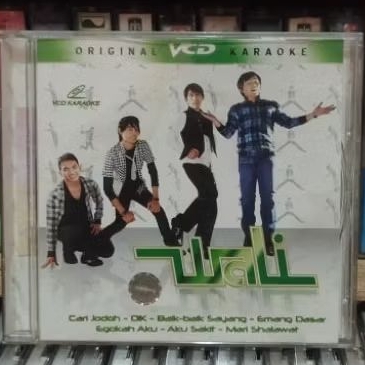 ORIGINAL VCD KARAOKE
VCD KARAOKE
Wali
Cari Jodoh - DIK - Baik-baik Sayang - Emang Dasar
Egokah Aku - Aku Sakit - Mari Shalawat